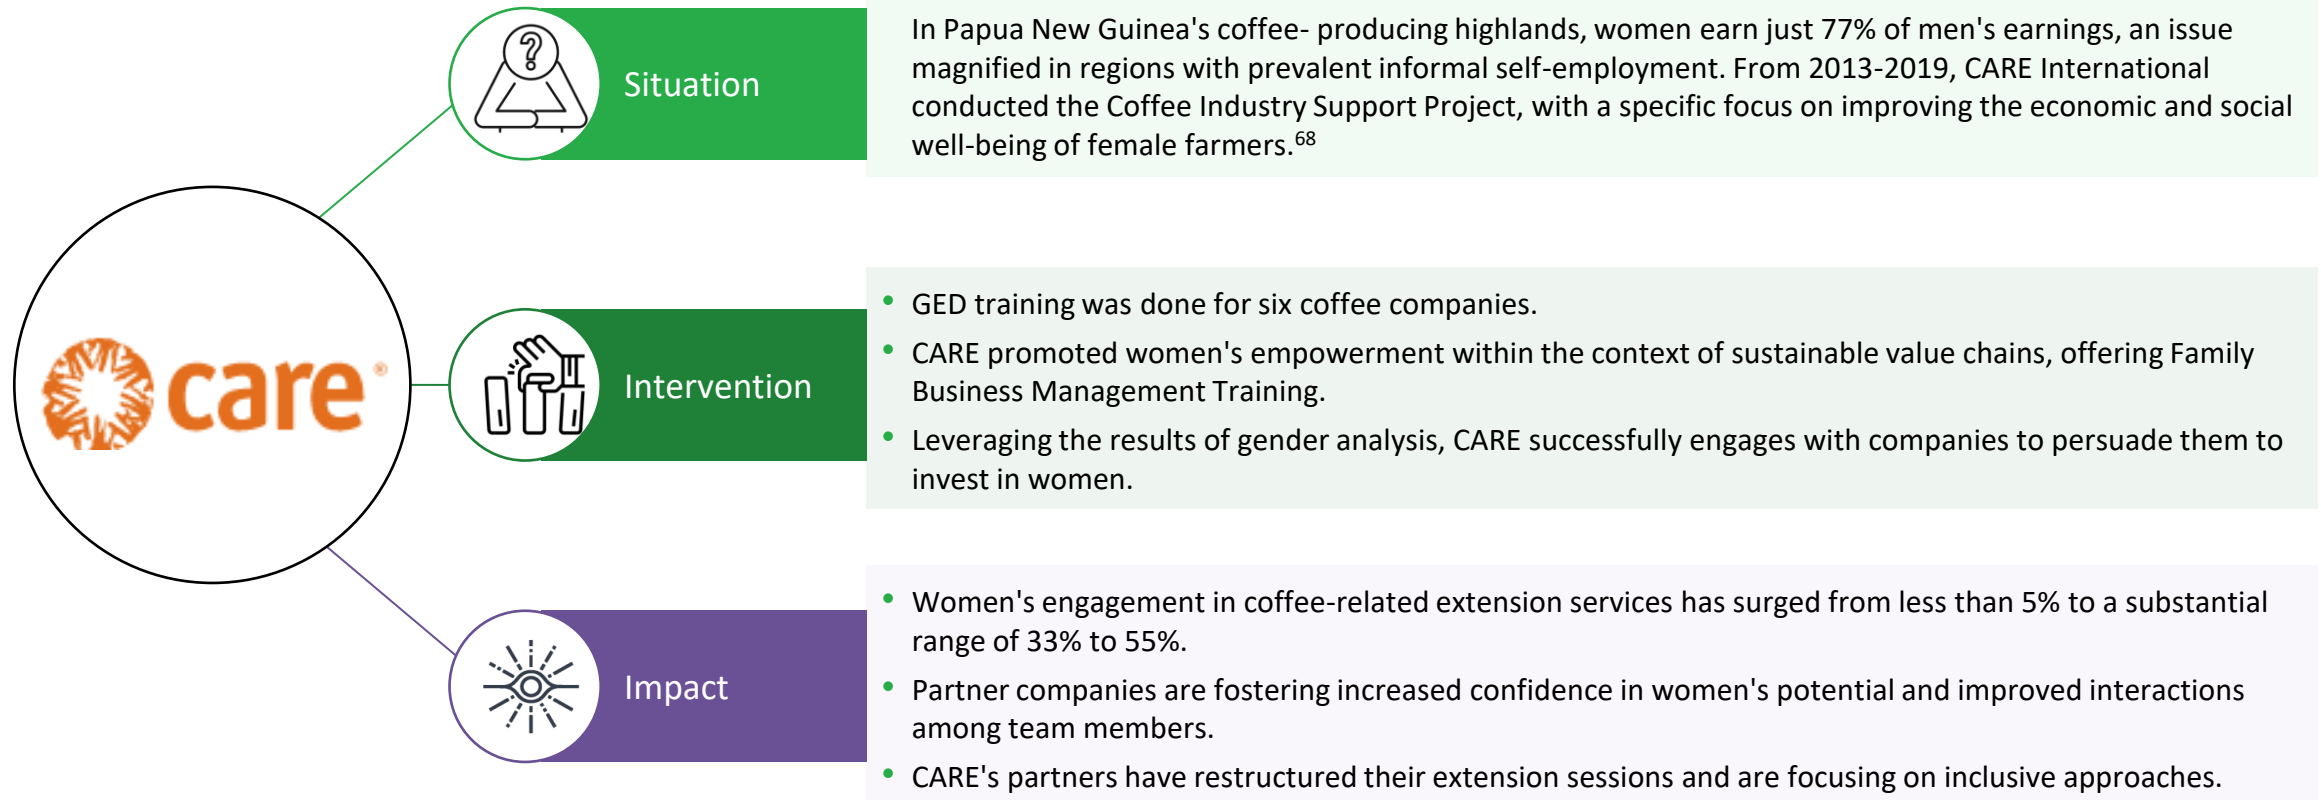 In Papua New Guinea's coffee- producing highlands, women earn just 77% of men's earnings, an issue
magnified in regions with prevalent informal self-employment. From 2013-2019, CARE International
conducted the Coffee Industry Support Project, with a specific focus on improving the economic and social
well-being of female farmers.68
Situation
• GED training was done for six coffee companies.
• CARE promoted women's empowerment within the context of sustainable value chains, offering Family
Business Management Training.
• Leveraging the results of gender analysis, CARE successfully engages with companies to persuade them to
invest in women.
Intervention
care®
• Women's engagement in coffee-related extension services has surged from less than 5% to a substantial
range of 33% to 55%.
• Partner companies are fostering increased confidence in women's potential and improved interactions
among team members.
• CARE's partners have restructured their extension sessions and are focusing on inclusive approaches.
Impact
?